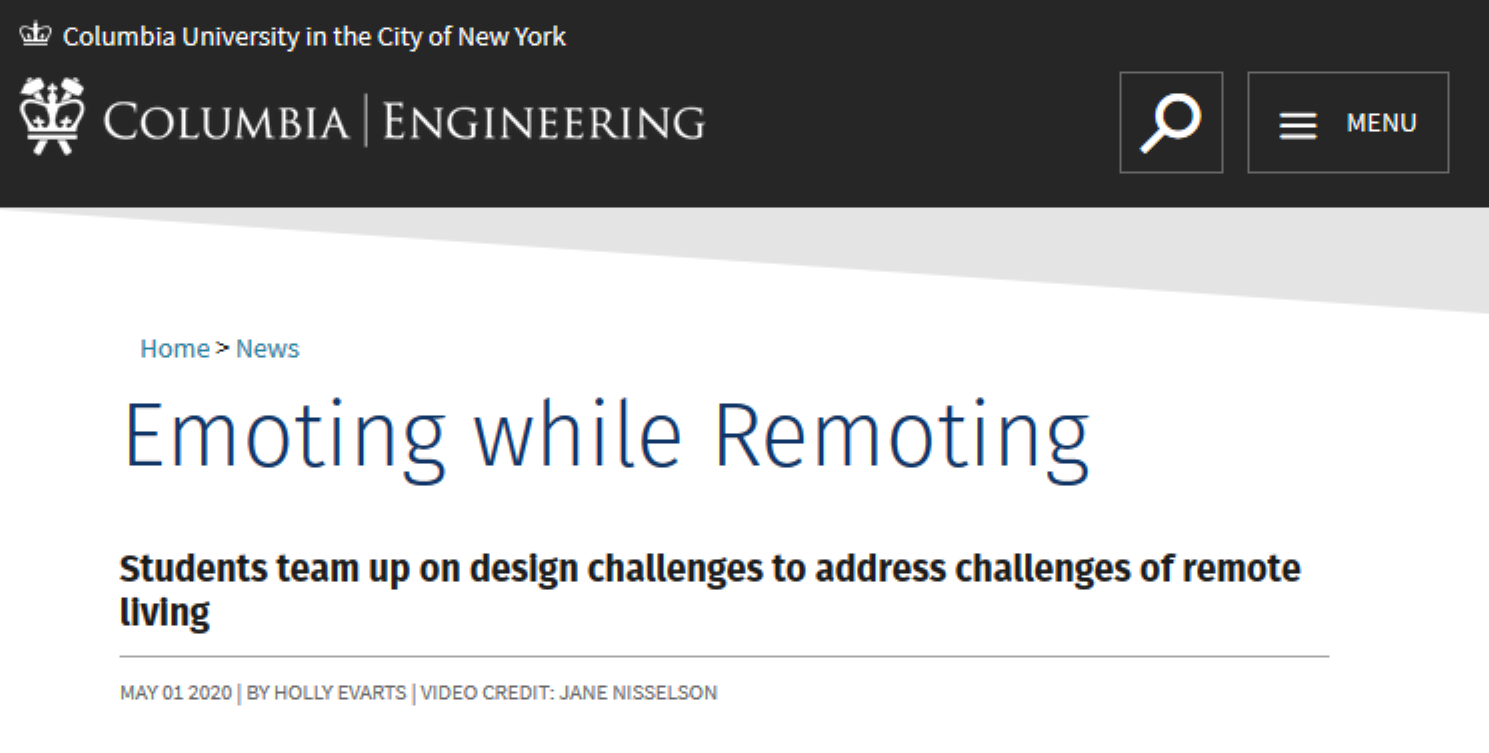 Columbia University in the City of New York
COLUMBIA | ENGINEERING
MENU
Home > News
Emoting while Remoting
Students team up on design challenges to address challenges of remote
living
MAY 01 2020 | BY HOLLY EVARTS | VIDEO CREDIT: JANE NISSELSON